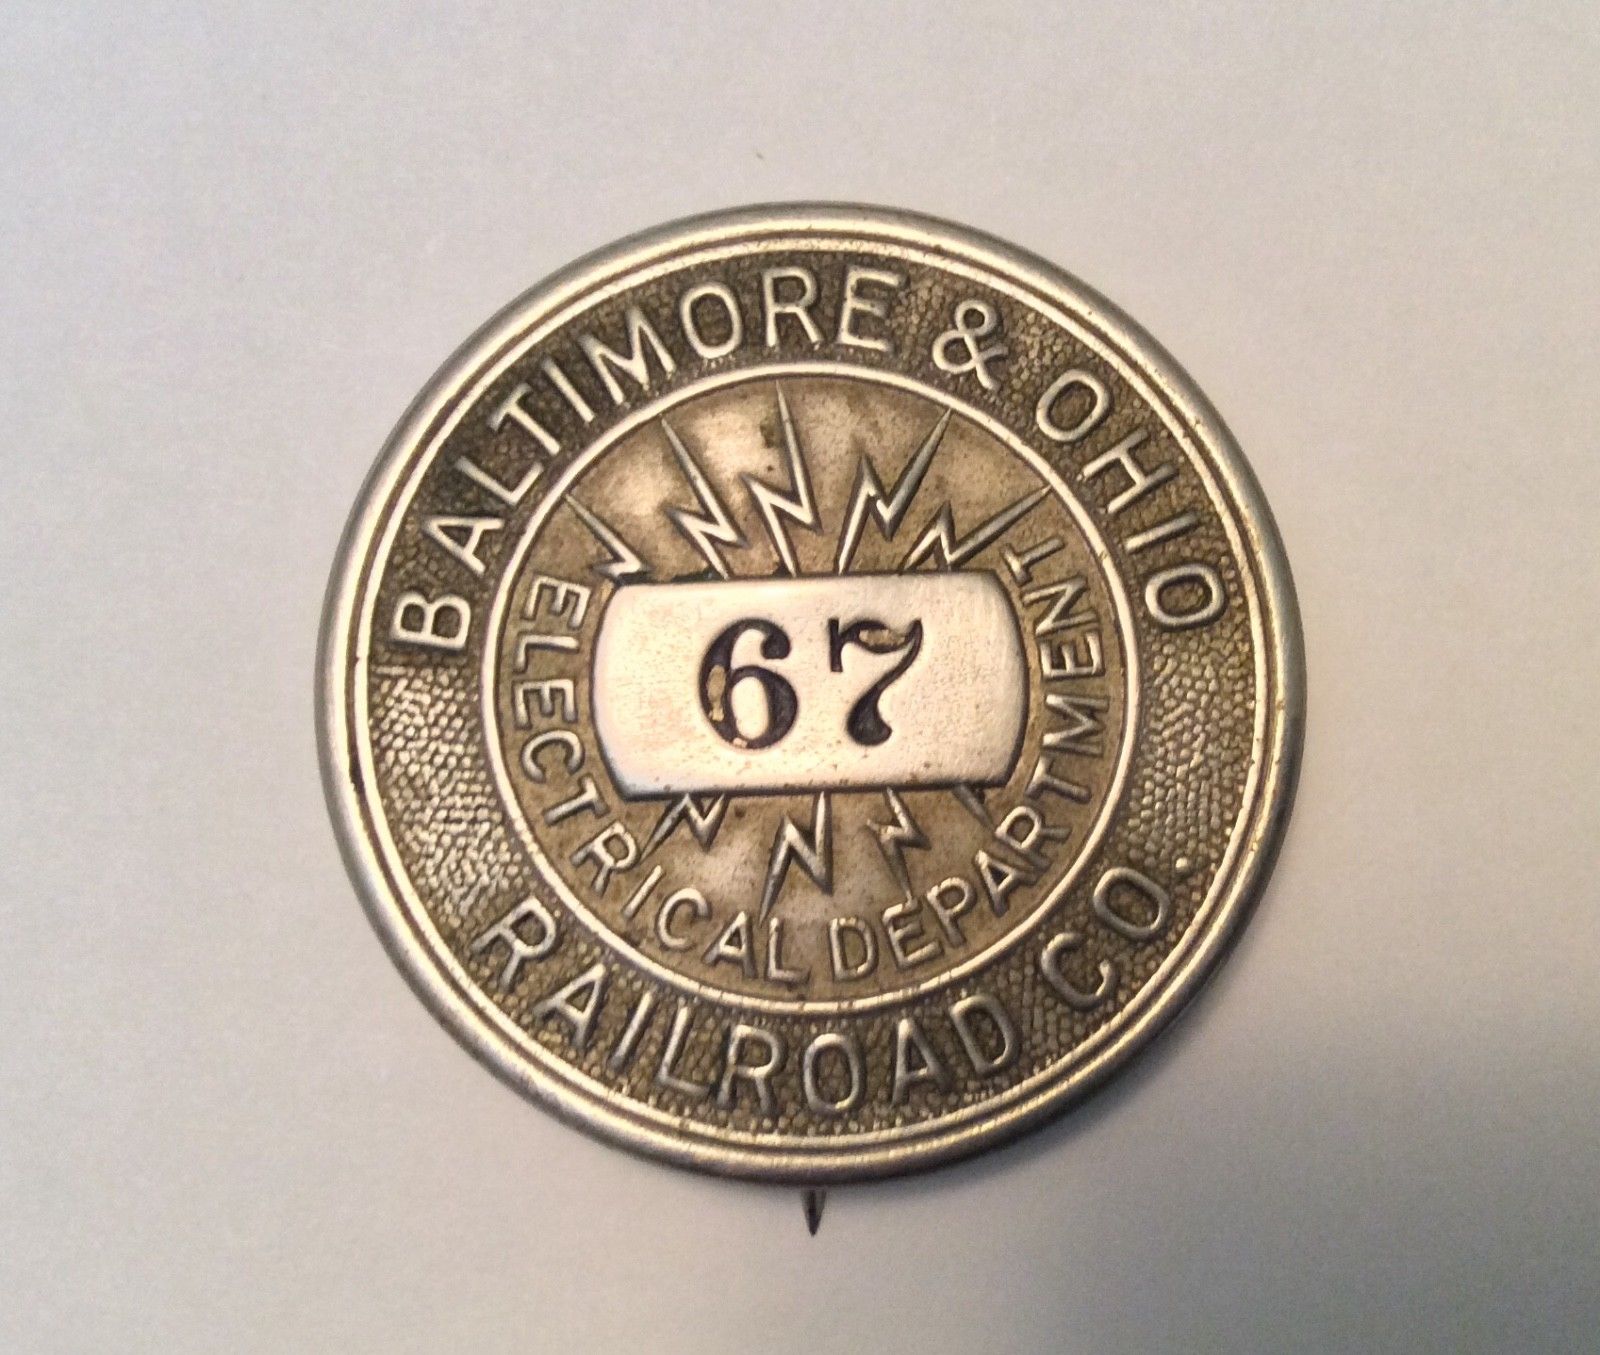 BALTIMORE & OHIO
RAILROAD CO.
ELECTRICAL DEPARTMENT
67